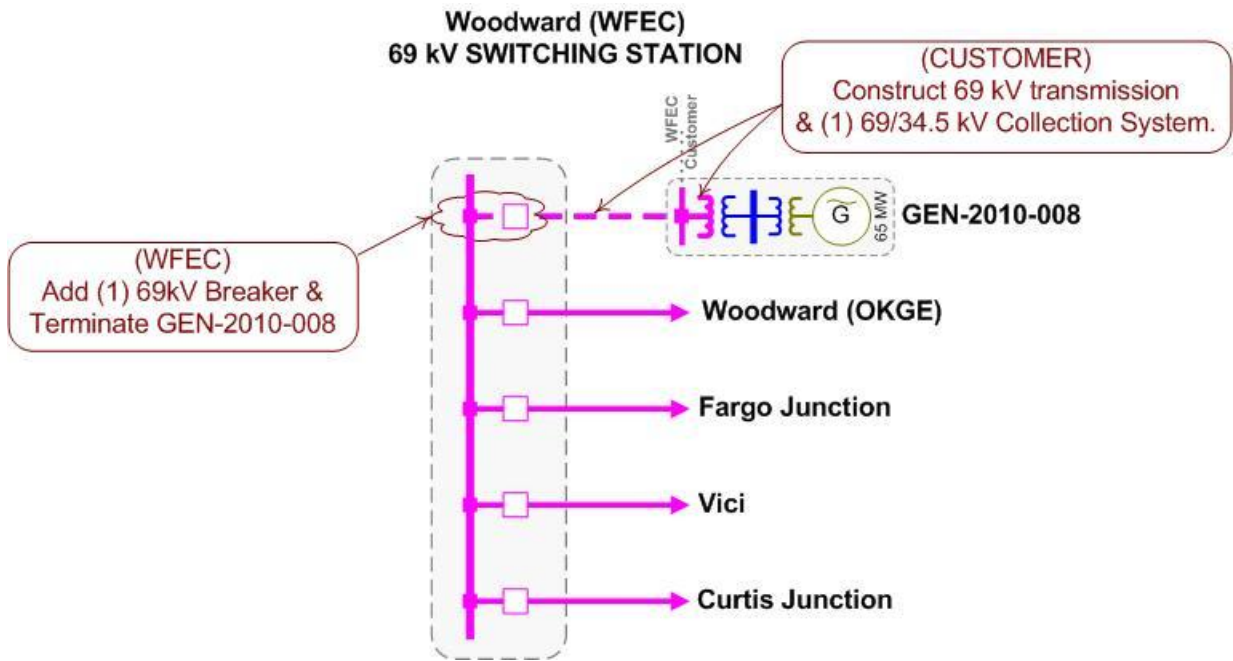 Woodward (WFEC)
69 kV SWITCHING STATION
(CUSTOMER)
Construct 69 kV transmission
& (1) 69/34.5 kV Collection System.
WFEC
Customer
G
65 MW
GEN-2010-008
(WFEC)
Add (1) 69kV Breaker &
Terminate GEN-2010-008
Woodward (OKGE)
Fargo Junction
Vici
Curtis Junction